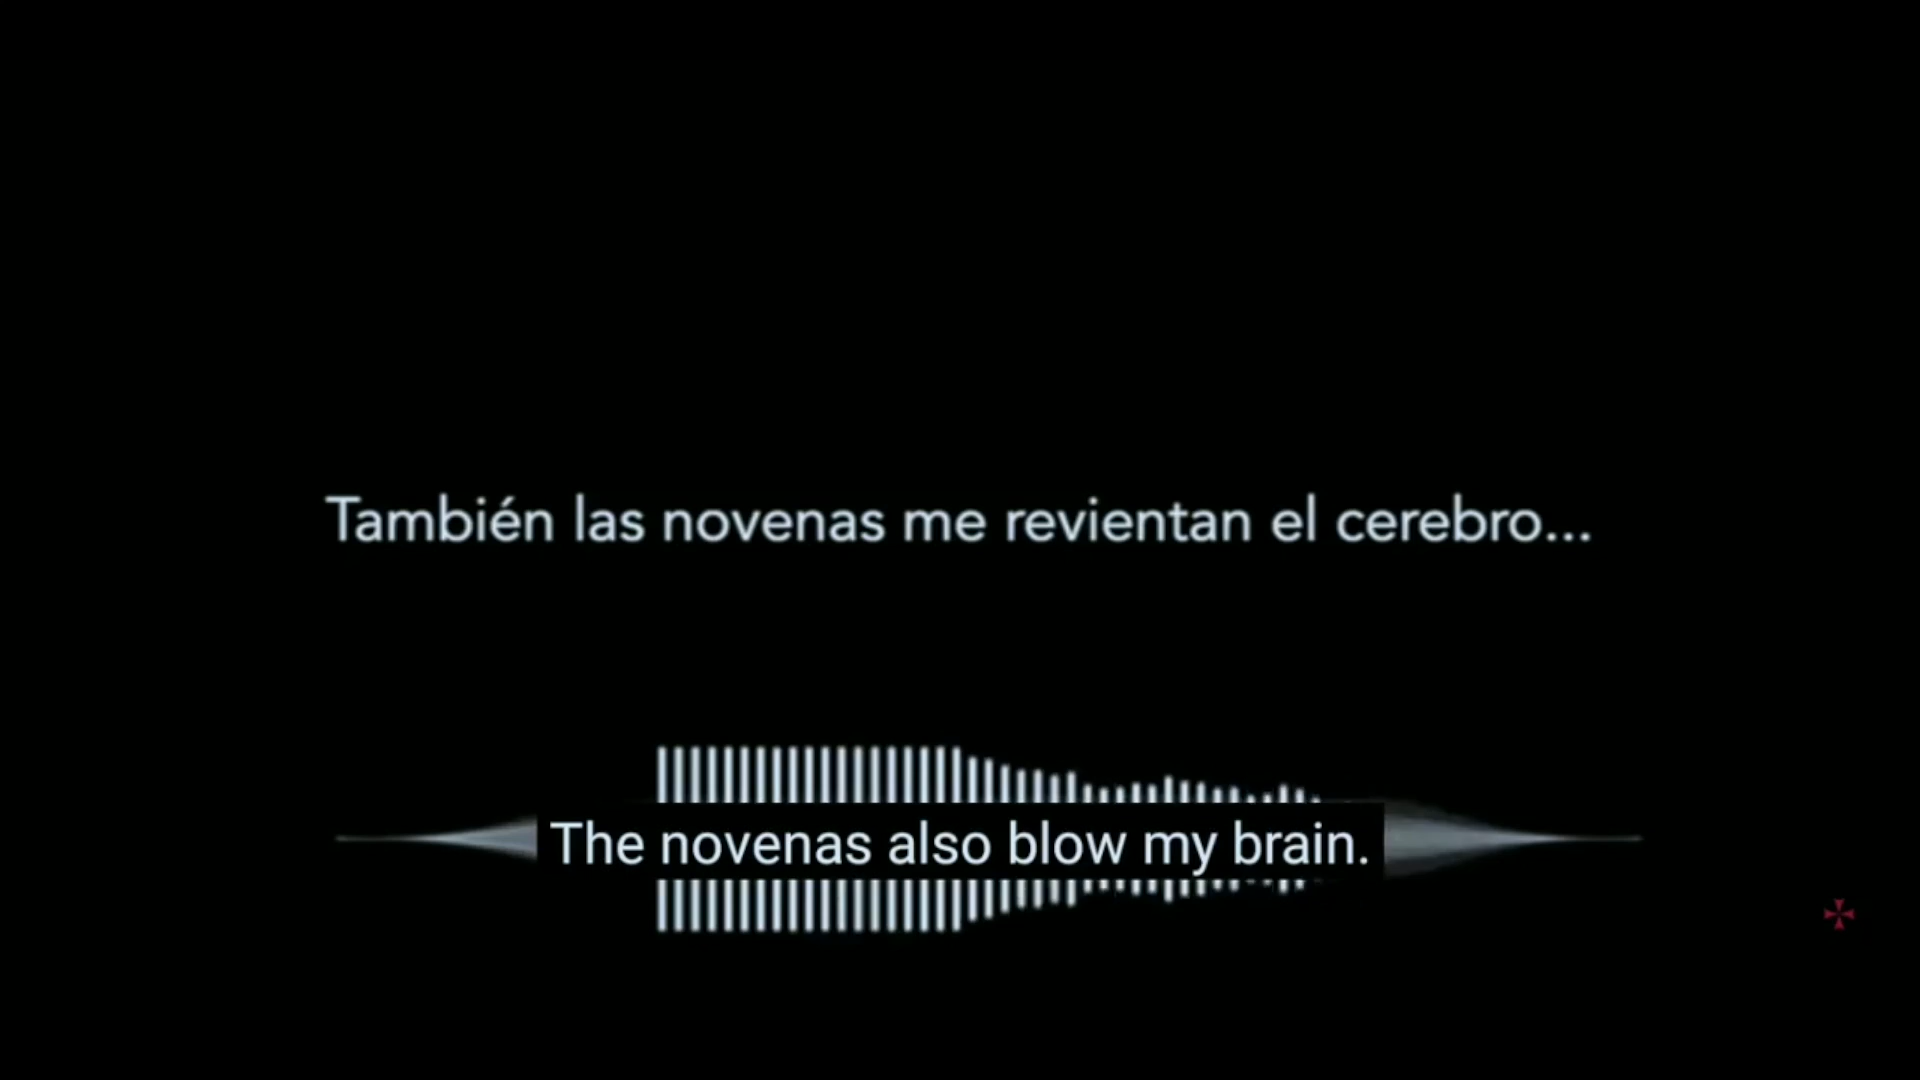 También las novenas me revientan el cerebro...
The novenas also blow my brain.